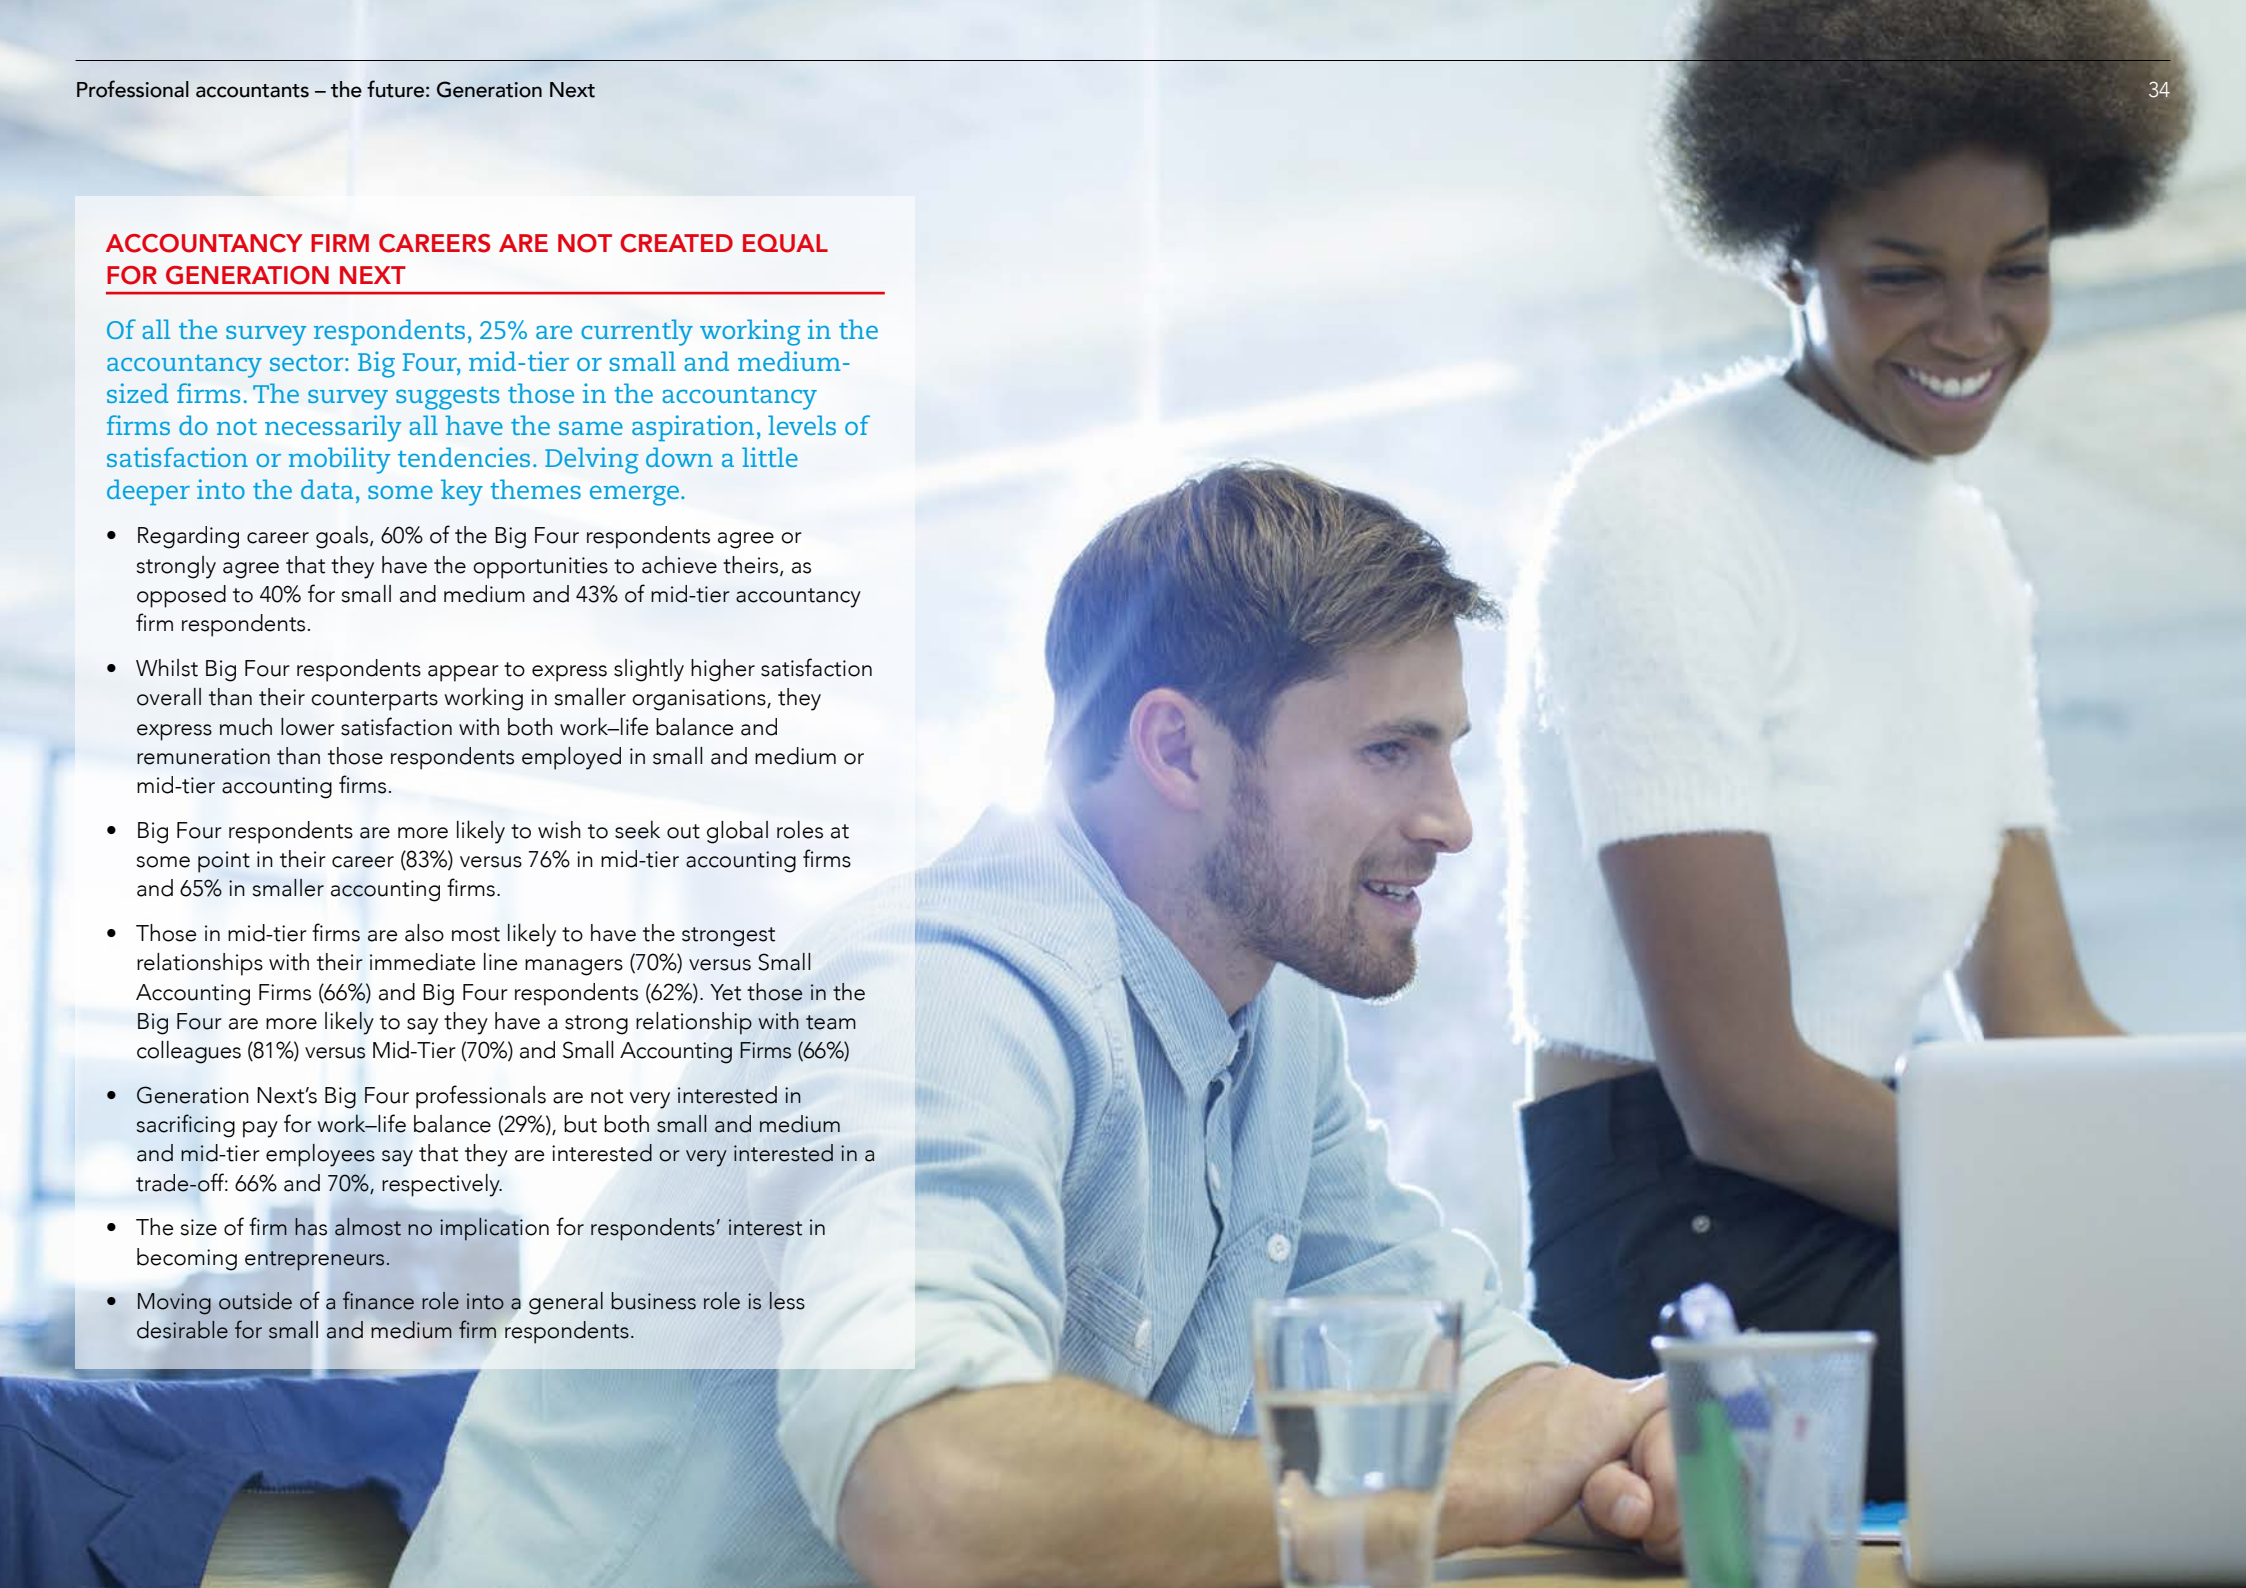 Professional accountants – the future: Generation Next
34
ACCOUNTANCY FIRM CAREERS ARE NOT CREATED EQUAL
FOR GENERATION NEXT
Of all the survey respondents, 25% are currently working in the
accountancy sector: Big Four, mid-tier or small and medium-
sized firms. The survey suggests those in the accountancy
firms do not necessarily all have the same aspiration, levels of
satisfaction or mobility tendencies. Delving down a little
deeper into the data, some key themes emerge.
• Regarding career goals, 60% of the Big Four respondents agree or
strongly agree that they have the opportunities to achieve theirs, as
opposed to 40% for small and medium and 43% of mid-tier accountancy
firm respondents.
• Whilst Big Four respondents appear to express slightly higher satisfaction
overall than their counterparts working in smaller organisations, they
express much lower satisfaction with both work–life balance and
remuneration than those respondents employed in small and medium or
mid-tier accounting firms.
• Big Four respondents are more likely to wish to seek out global roles at
some point in their career (83%) versus 76% in mid-tier accounting firms
and 65% in smaller accounting firms.
• Those in mid-tier firms are also most likely to have the strongest
relationships with their immediate line managers (70%) versus Small
Accounting Firms (66%) and Big Four respondents (62%). Yet those in the
Big Four are more likely to say they have a strong relationship with team
colleagues (81%) versus Mid-Tier (70%) and Small Accounting Firms (66%)
• Generation Next’s Big Four professionals are not very interested in
sacrificing pay for work–life balance (29%), but both small and medium
and mid-tier employees say that they are interested or very interested in a
trade-off: 66% and 70%, respectively.
• The size of firm has almost no implication for respondents’ interest in
becoming entrepreneurs.
• Moving outside of a finance role into a general business role is less
desirable for small and medium firm respondents.